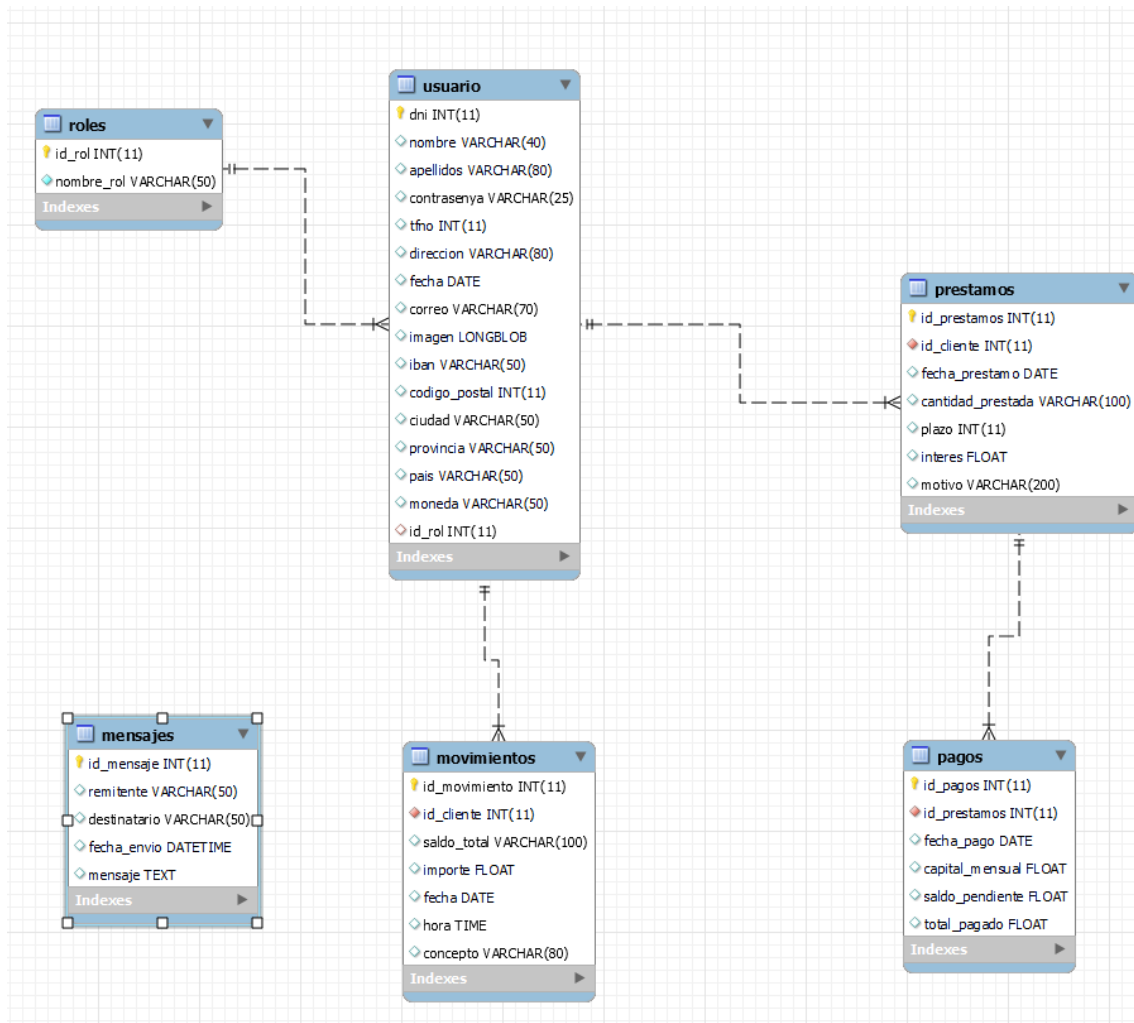 roles
id_rol INT(11)
nombre_rol VARCHAR(50)
Indexes
usuario
dni INT(11)
nombre VARCHAR(40)
apellidos VARCHAR(80)
contrasenya VARCHAR(25)
tfno INT(11)
direccion VARCHAR(80)
fecha DATE
correo VARCHAR(70)
imagen LONGBLOB
iban VARCHAR(50)
codigo_postal INT(11)
ciudad VARCHAR(50)
provincia VARCHAR(50)
pais VARCHAR(50)
moneda VARCHAR(50)
id_rol INT(11)
Indexes
prestamos
id_prestamos INT(11)
id_cliente INT(11)
fecha_prestamo DATE
cantidad_prestada VARCHAR(100)
plazo INT(11)
interes FLOAT
motivo VARCHAR(200)
Indexes
mensajes
id_mensaje INT(11)
remitente VARCHAR(50)
destinatario VARCHAR(50)
fecha_envio DATETIME
mensaje TEXT
Indexes
movimientos
id_movimiento INT(11)
id_cliente INT(11)
saldo_total VARCHAR(100)
importe FLOAT
fecha DATE
hora TIME
concepto VARCHAR(80)
Indexes
pagos
id_pagos INT(11)
id_prestamos INT(11)
fecha_pago DATE
capital_mensual FLOAT
saldo_pendiente FLOAT
total_pagado FLOAT
Indexes